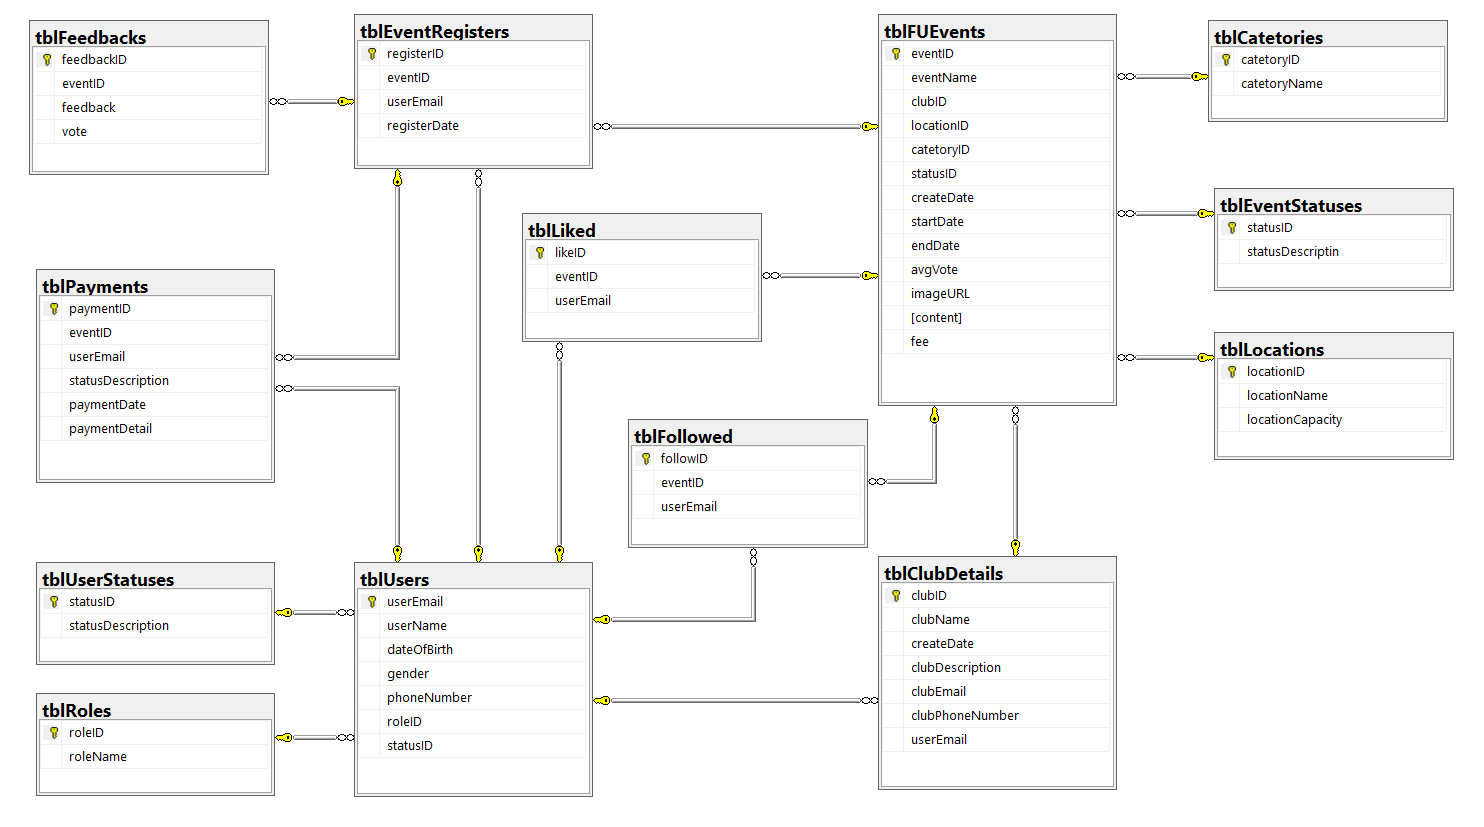 tblFeedbacks
feedbackID
eventID
feedback
vote
tblEventRegisters
registerID
eventID
userEmail
registerDate
tblFUEvents
eventID
eventName
clubID
locationID
catetoryID
statusID
createDate
startDate
endDate
avgVote
imageURL
[content]
fee
tblCatetories
catetoryID
catetoryName
tblEventStatuses
statusID
statusDescriptin
tblLiked
likeID
eventID
userEmail
tblPayments
paymentID
eventID
userEmail
statusDescription
paymentDate
paymentDetail
tblLocations
locationID
locationName
locationCapacity
tblFollowed
followID
eventID
userEmail
tblUserStatuses
statusID
statusDescription
tblUsers
userEmail
userName
dateOfBirth
gender
phoneNumber
roleID
statusID
tblClubDetails
clubID
clubName
createDate
clubDescription
clubEmail
clubPhoneNumber
userEmail
tblRoles
roleID
roleName